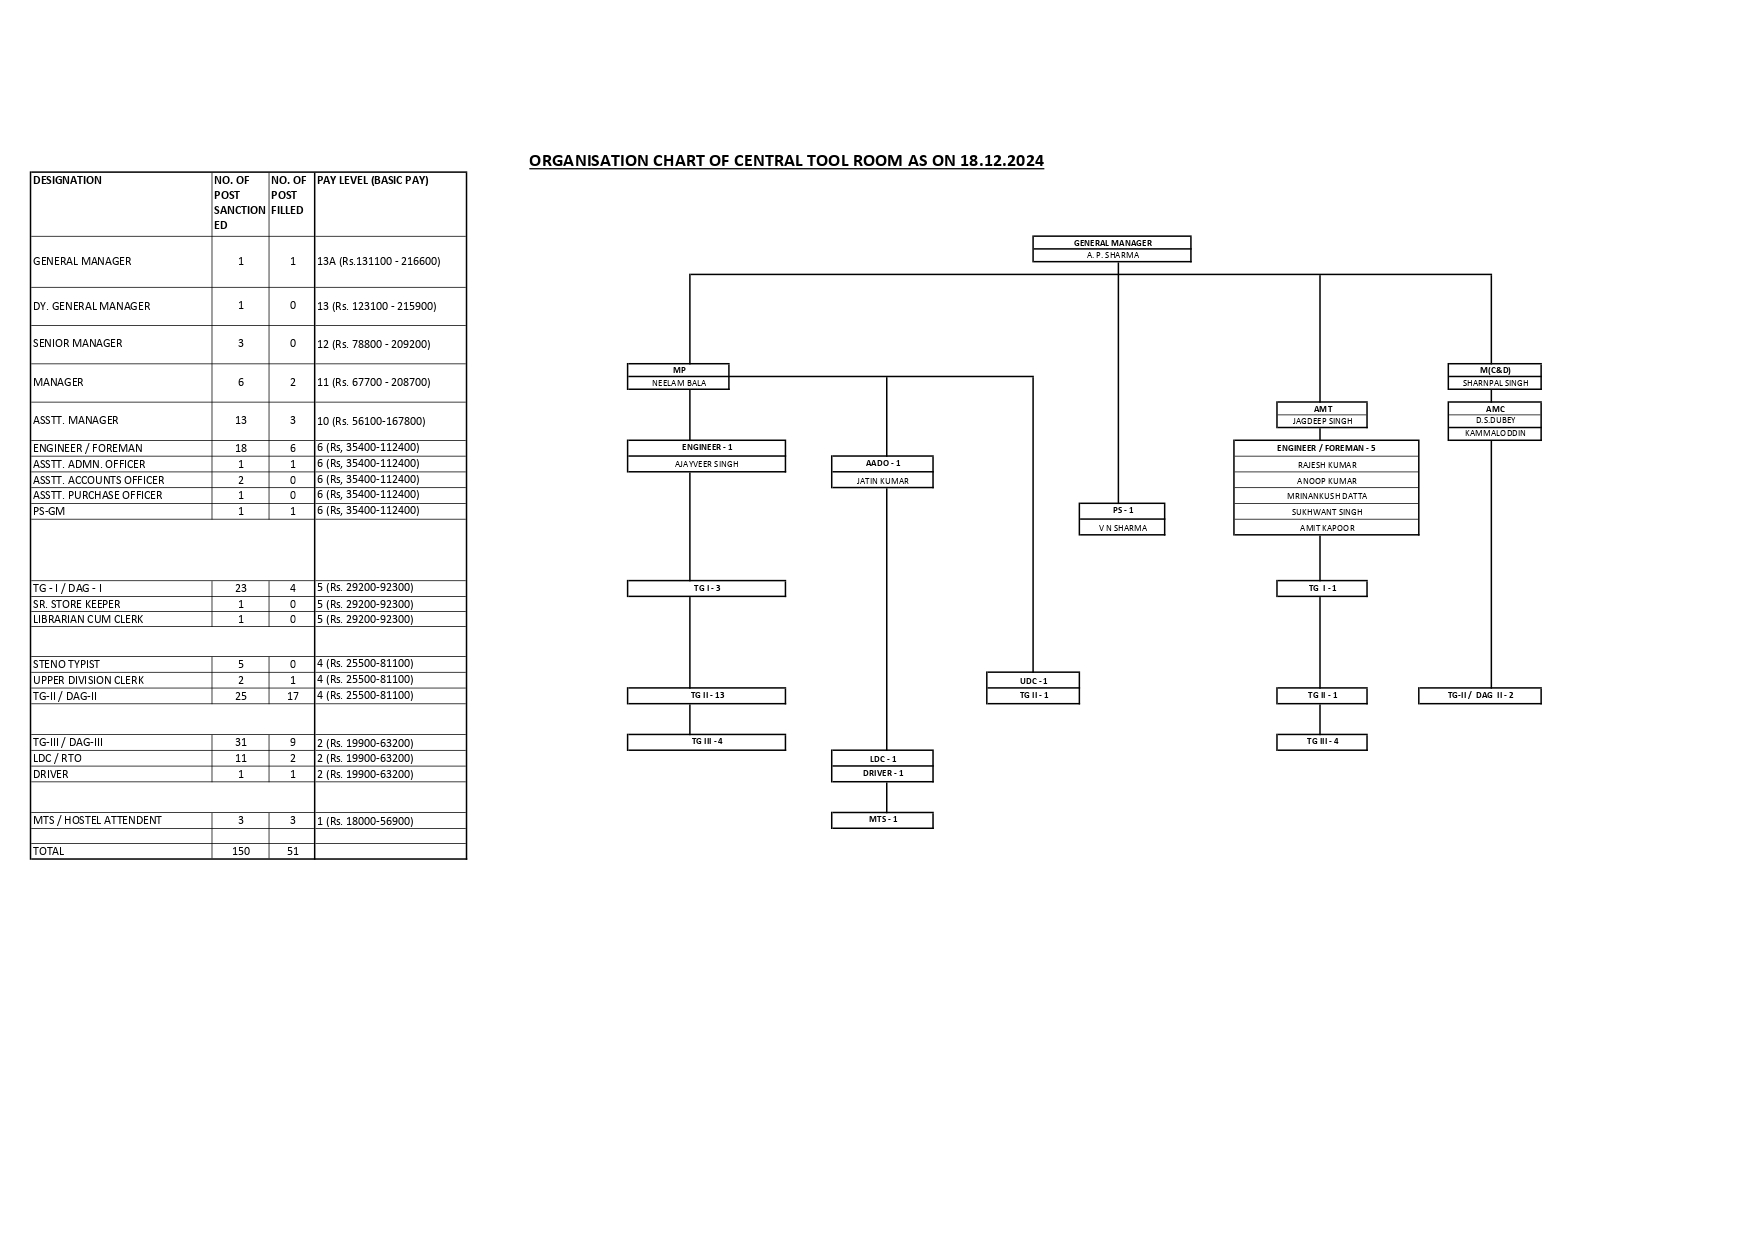 ORGANISATION CHART OF CENTRAL TOOL ROOM AS ON 18.12.2024
DESIGNATION NO. OF POST SANCTION ED NO. OF POST FILLED PAY LEVEL (BASIC PAY)
GENERAL MANAGER 1 1 13A (Rs.131100 - 216600)
DY. GENERAL MANAGER 1 0 13 (Rs. 123100 - 215900)
SENIOR MANAGER 3 0 12 (Rs. 78800 - 209200)
MANAGER 6 2 11 (Rs. 67700 - 208700)
ASSTT. MANAGER 13 3 10 (Rs. 56100-167800)
ENGINEER / FOREMAN 18 6 6 (Rs, 35400-112400)
ASSTT. ADMN. OFFICER 1 1 6 (Rs, 35400-112400)
ASSTT. ACCOUNTS OFFICER 2 0 6 (Rs, 35400-112400)
ASSTT. PURCHASE OFFICER 1 0 6 (Rs, 35400-112400)
PS-GM 1 1 6 (Rs, 35400-112400)
TG - I / DAG - I 23 4 5 (Rs. 29200-92300)
SR. STORE KEEPER 1 0 5 (Rs. 29200-92300)
LIBRARIAN CUM CLERK 1 0 5 (Rs. 29200-92300)
STENO TYPIST 5 0 4 (Rs. 25500-81100)
UPPER DIVISION CLERK 2 1 4 (Rs. 25500-81100)
TG-II / DAG-II 25 17 4 (Rs. 25500-81100)
TG-III / DAG-III 31 9 2 (Rs. 19900-63200)
LDC / RTO 11 2 2 (Rs. 19900-63200)
DRIVER 1 1 2 (Rs. 19900-63200)
MTS / HOSTEL ATTENDENT 3 3 1 (Rs. 18000-56900)
TOTAL 150 51
GENERAL MANAGER
A. P. SHARMA
MP
NEELAM BALA
ENGINEER - 1
AJAYVEER SINGH
TG I - 3
TG II - 13
TG III - 4
AADO - 1
JATIN KUMAR
LDC - 1
DRIVER - 1
MTS - 1
UDC - 1
TG II - 1
PS - 1
V N SHARMA
AMT
JAGDEEP SINGH
ENGINEER / FOREMAN - 5
RAJESH KUMAR
ANOOP KUMAR
MRINANKUSH DATTA
SUKHWANT SINGH
AMIT KAPOOR
TG I - 1
TG II - 1
TG III - 4
M(C&D)
SHARNPAL SINGH
AMC
D.S.DUBEY
KAMMALODDIN
TG-II / DAG II - 2